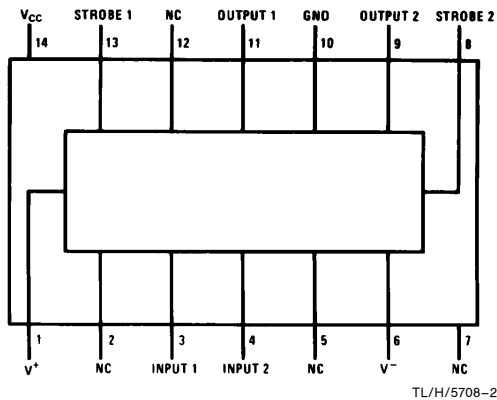 VCC STROBE 1 NC OUTPUT 1 GND OUTPUT 2 STROBE 2
14 13 12 11 10 9 8
1 2 3 4 5 6 7
V+ NC INPUT 1 INPUT 2 NC V− NC
TL/H/5708–2